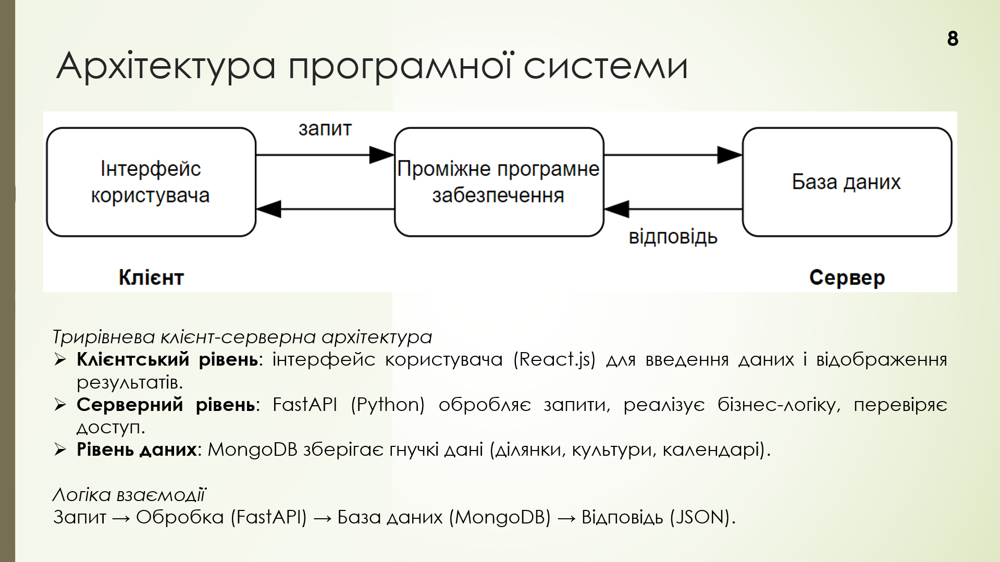 8
Архітектура програмної системи
запит
Інтерфейс
користувача
Проміжне програмне
забезпечення
База даних
відповідь
Клієнт
Сервер
Трирівнева клієнт-серверна архітектура
➢ Клієнтський рівень: інтерфейс користувача (React.js) для введення даних і відображення
результатів.
➢ Серверний рівень: FastAPI (Python) обробляє запити, реалізує бізнес-логіку, перевіряє
доступ.
➢ Рівень даних: MongoDB зберігає гнучкі дані (ділянки, культури, календарі).
Логіка взаємодії
Запит → Обробка (FastAPI) → База даних (MongoDB) → Відповідь (JSON).